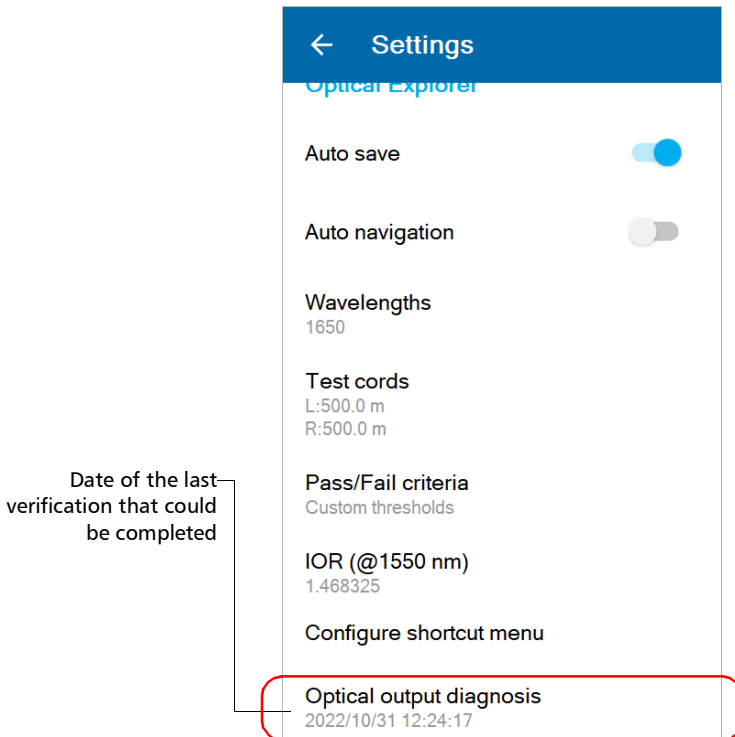 Settings
Optical Explorer
Auto save
Auto navigation
Wavelengths
1650
Test cords
L:500.0 m
R:500.0 m
Pass/Fail criteria
Custom thresholds
IOR (@1550 nm)
1.468325
Configure shortcut menu
Optical output diagnosis
2022/10/31 12:24:17
Date of the last
verification that could
be completed